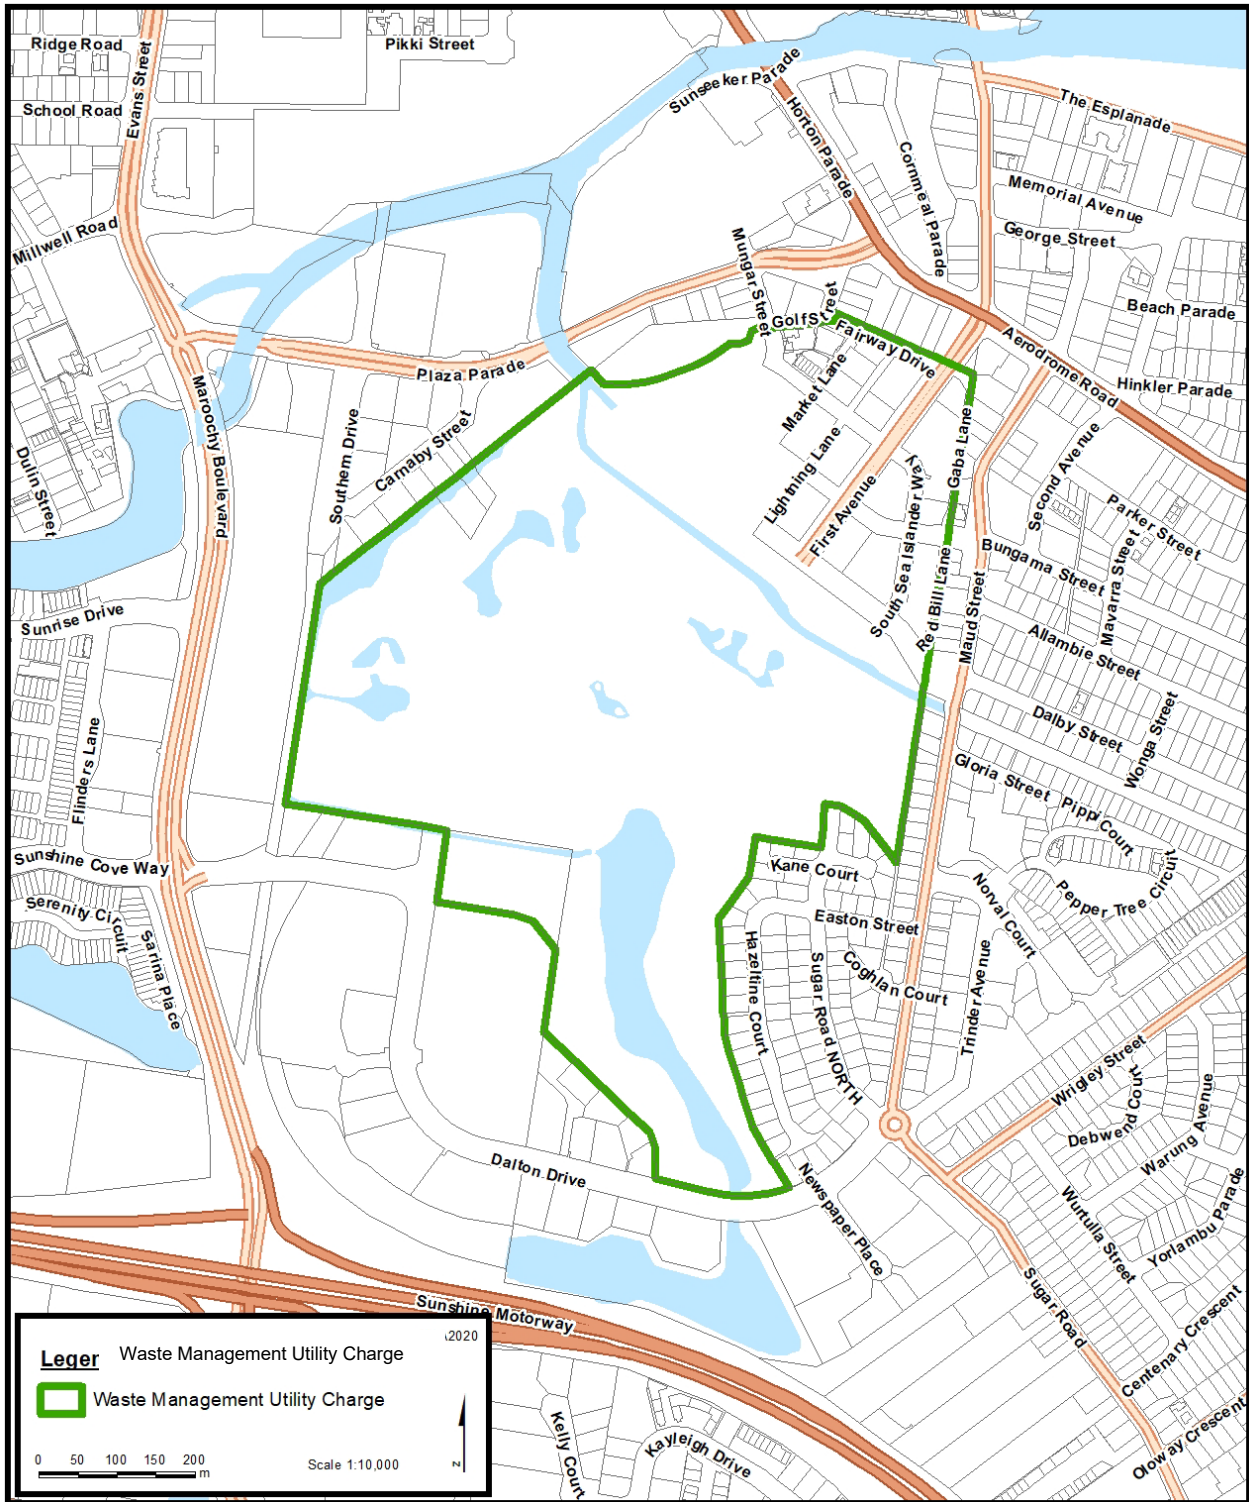 Ridge Road
Pikki Street
School Road
Evans Street
Sunseeker Parade
Horton Parade
The Esplanade
Cornmeal Parade
Memorial Avenue
George Street
Millwell Road
Mungar Street
Beach Parade
Golf Street
Fairway Drive
Aerodrome Road
Plaza Parade
Market Lane
Hinkler Parade
Maroochy Boulevard
Southern Drive
Carnaby Street
Lightning Lane
First Avenue
Gaba Lane
Second Avenue
Dulin Street
South Sea Islander Way
Parker Street
Bungama Street
Mavarra Street
Red Bill Lane
Maud Street
Sunrise Drive
Allambie Street
Flinders Lane
Dalby Street
Wonga Street
Gloria Street
Pippi Court
Sunshine Cove Way
Kane Court
Pepper Tree Circuit
Serenity Circuit
Easton Street
Norval Court
Sarina Place
Hazeltine Court
Sugar Road NORTH
Coghlan Court
Trinder Avenue
Wrigley Street
Debwend Court
Warung Avenue
Dalton Drive
Newspaper Place
Wurtulla Street
Yorlambu Parade
Sunshine Motorway
Sugar Road
Centenary Crescent
Oloway Crescent
Kelly Court
Kayleigh Drive
2020
Leger Waste Management Utility Charge
Waste Management Utility Charge
0 50 100 150 200
m
Scale 1:10,000
z